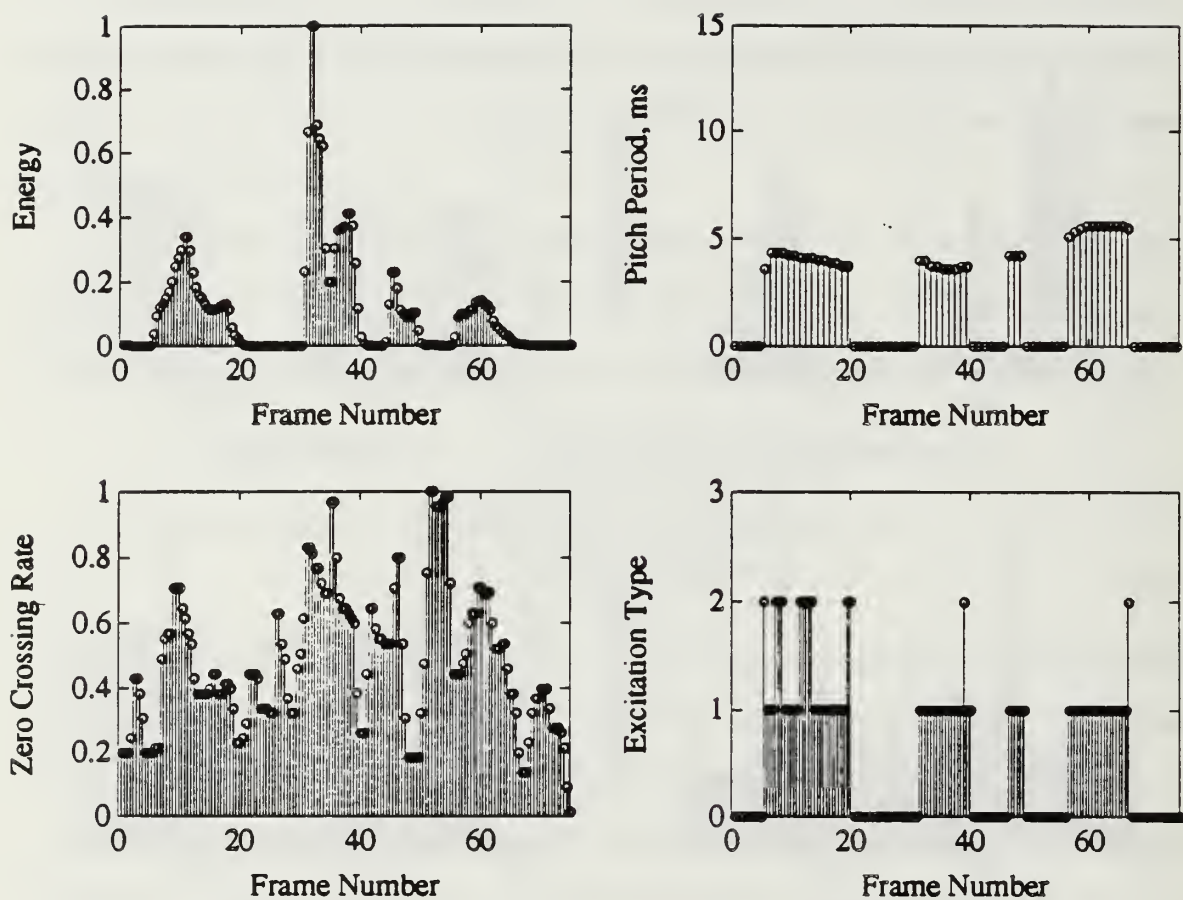 Energy
1
0.8
0.6
0.4
0.2
0
0 20 40 60
Frame Number
Pitch Period, ms
15
10
5
0
0 20 40 60
Frame Number
Zero Crossing Rate
1
0.8
0.6
0.4
0.2
0
0 20 40 60
Frame Number
Excitation Type
3
2
1
0
0 20 40 60
Frame Number